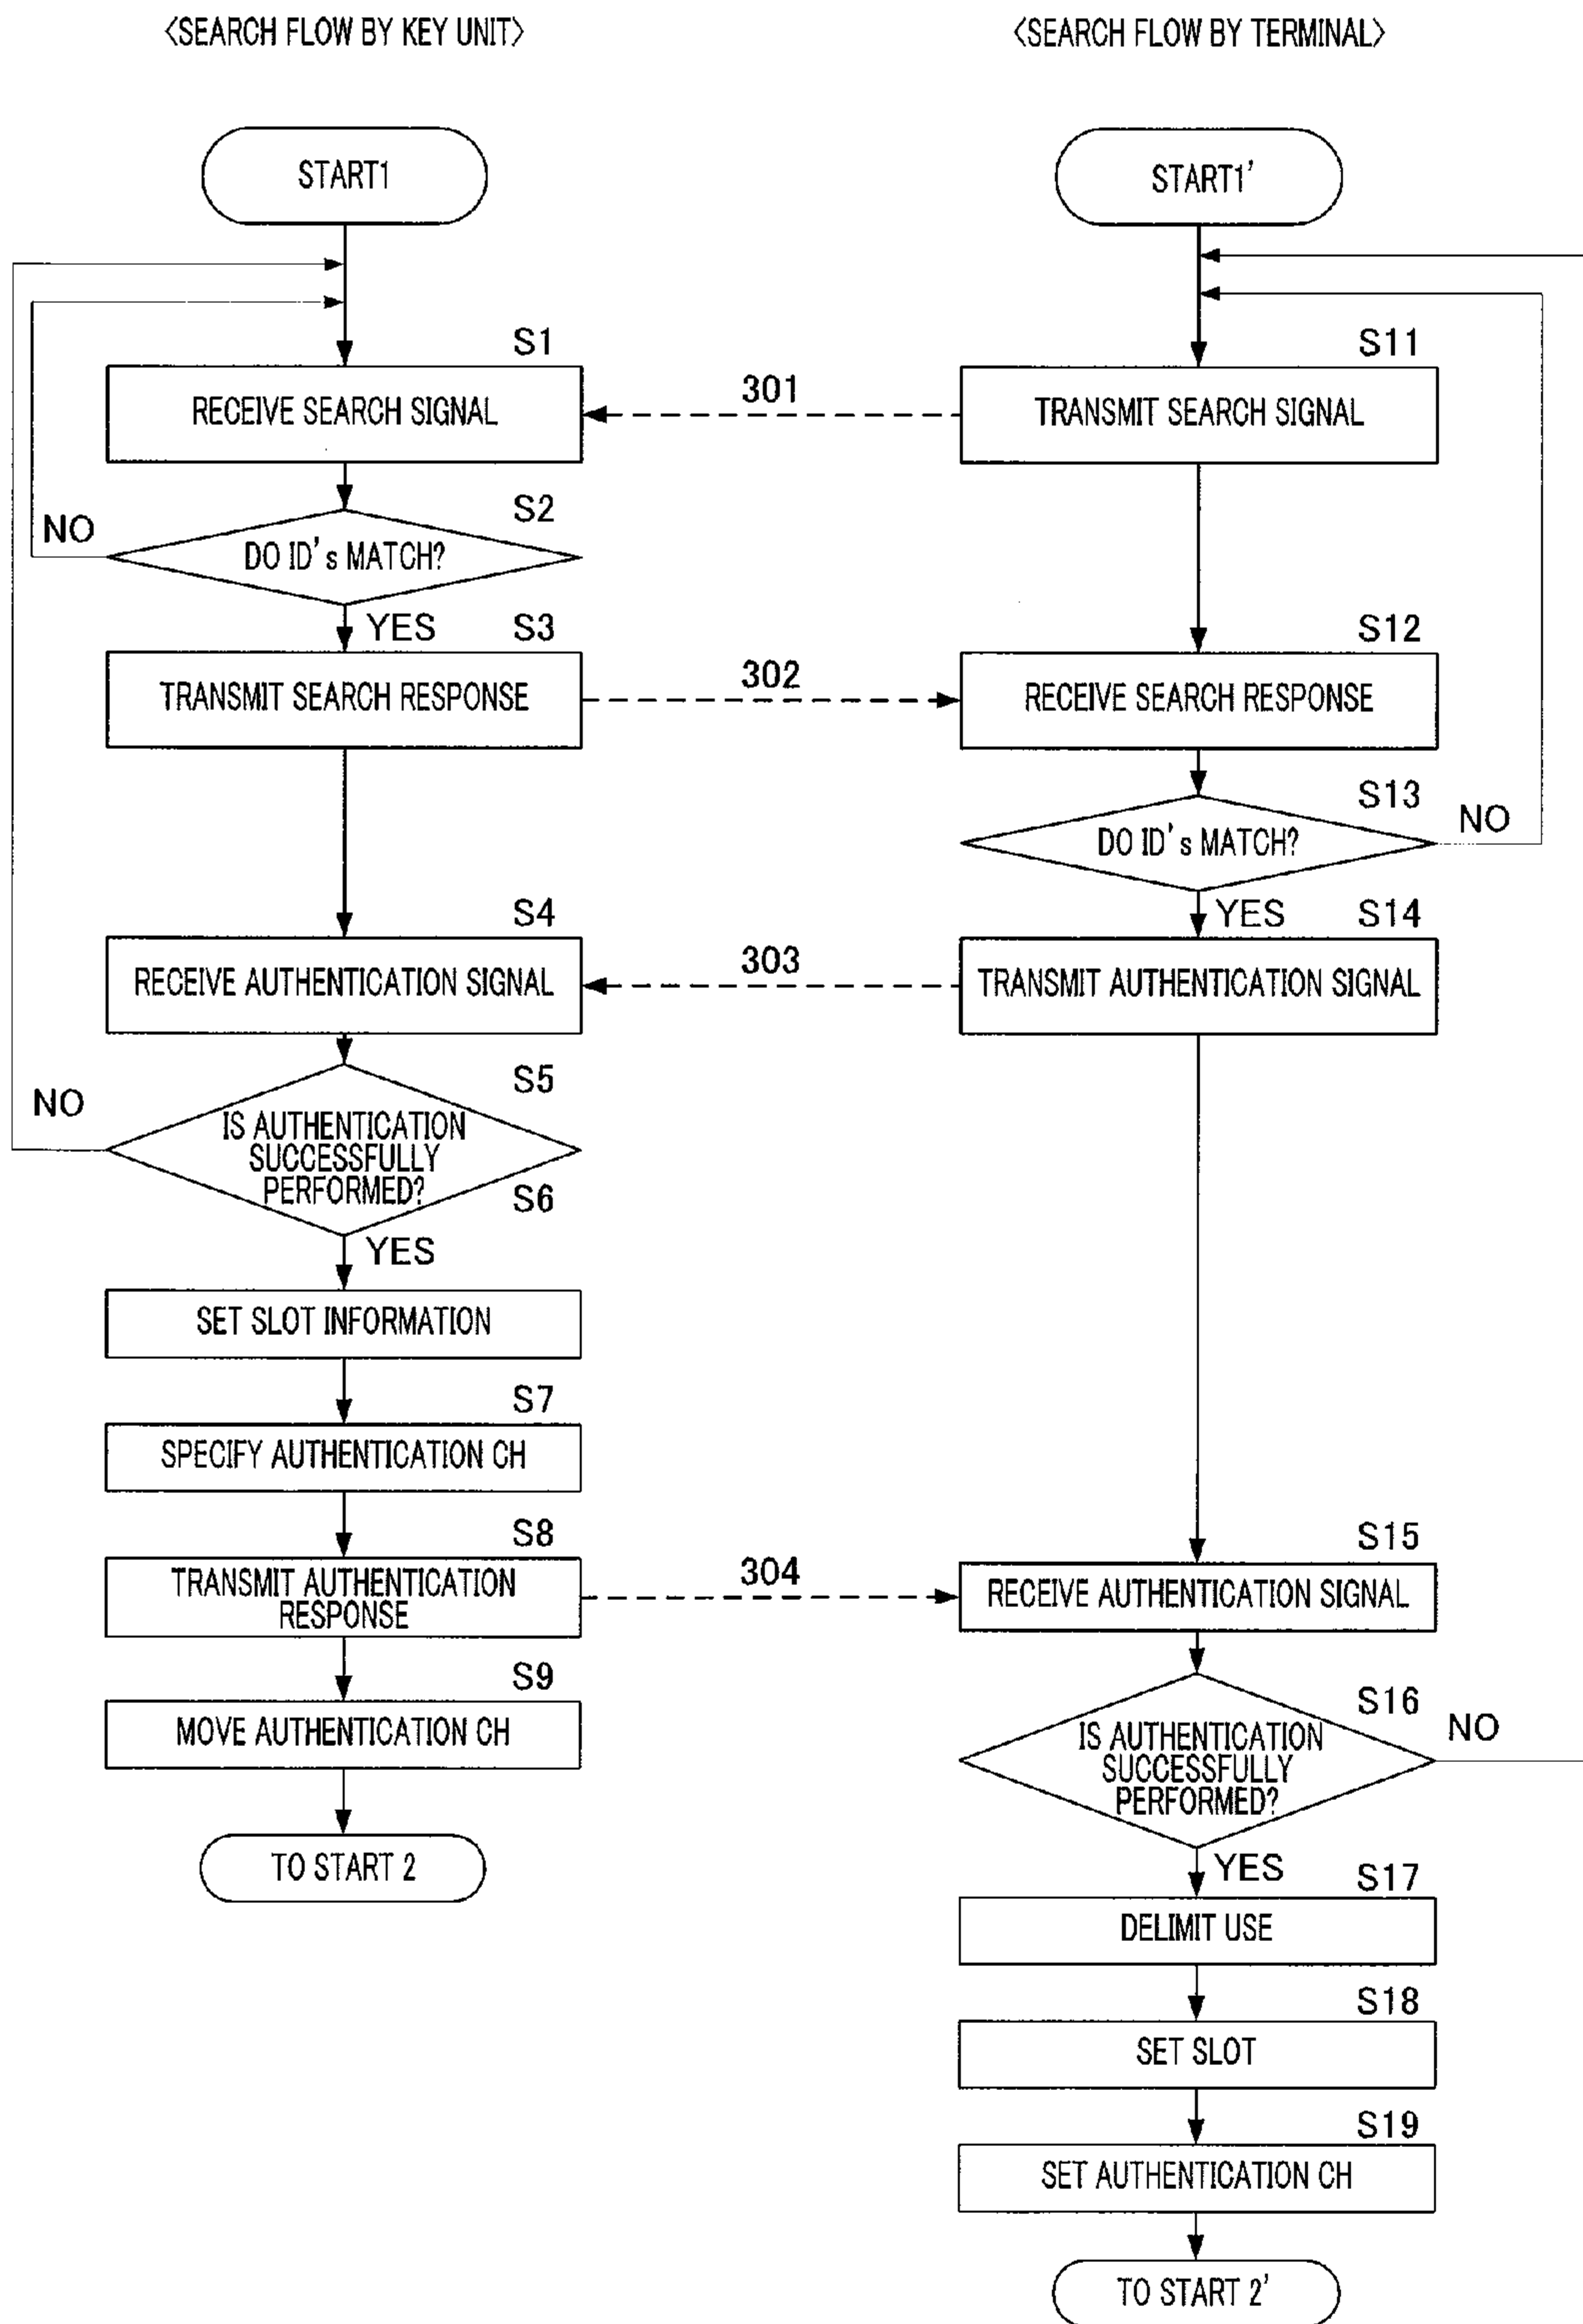 <SEARCH FLOW BY KEY UNIT>
<SEARCH FLOW BY TERMINAL>
START1
START1'
S1
S11
RECEIVE SEARCH SIGNAL
301
TRANSMIT SEARCH SIGNAL
S2
NO
DO ID's MATCH?
YES
S3
S12
TRANSMIT SEARCH RESPONSE
302
RECEIVE SEARCH RESPONSE
S13
NO
DO ID's MATCH?
S4
YES
S14
RECEIVE AUTHENTICATION SIGNAL
303
TRANSMIT AUTHENTICATION SIGNAL
S5
NO
IS AUTHENTICATION
SUCCESSFULLY
PERFORMED?
S6
YES
SET SLOT INFORMATION
S7
SPECIFY AUTHENTICATION CH
S8
S15
TRANSMIT AUTHENTICATION
RESPONSE
304
RECEIVE AUTHENTICATION SIGNAL
S9
S16
NO
MOVE AUTHENTICATION CH
IS AUTHENTICATION
SUCCESSFULLY
PERFORMED?
TO START 2
YES
S17
DELIMIT USE
S18
SET SLOT
S19
SET AUTHENTICATION CH
TO START 2'